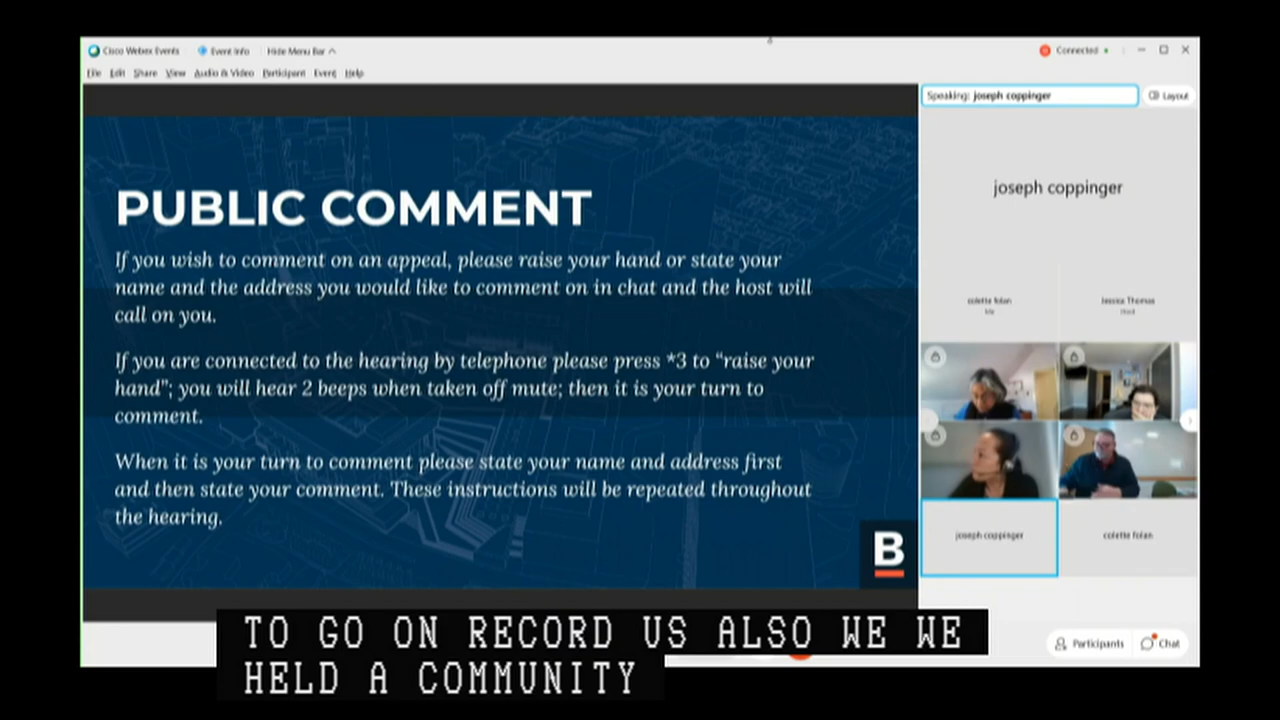 Cisco Webex Events Event Info Hide Menu Bar Connected
File Edit Share View Audio & Video Participant Event Help
Speaking: joseph coppinger Layout
joseph coppinger
colette folan Jessica Thomas
Me Host
PUBLIC COMMENT
If you wish to comment on an appeal, please raise your hand or state your
name and the address you would like to comment on in chat and the host will
call on you.
If you are connected to the hearing by telephone please press *3 to “raise your
hand”; you will hear 2 beeps when taken off mute; then it is your turn to
comment.
When it is your turn to comment please state your name and address first
and then state your comment. These instructions will be repeated throughout
the hearing.
B
joseph coppinger colette folan
Participants Chat
TO GO ON RECORD US ALSO WE WE
HELD A COMMUNITY